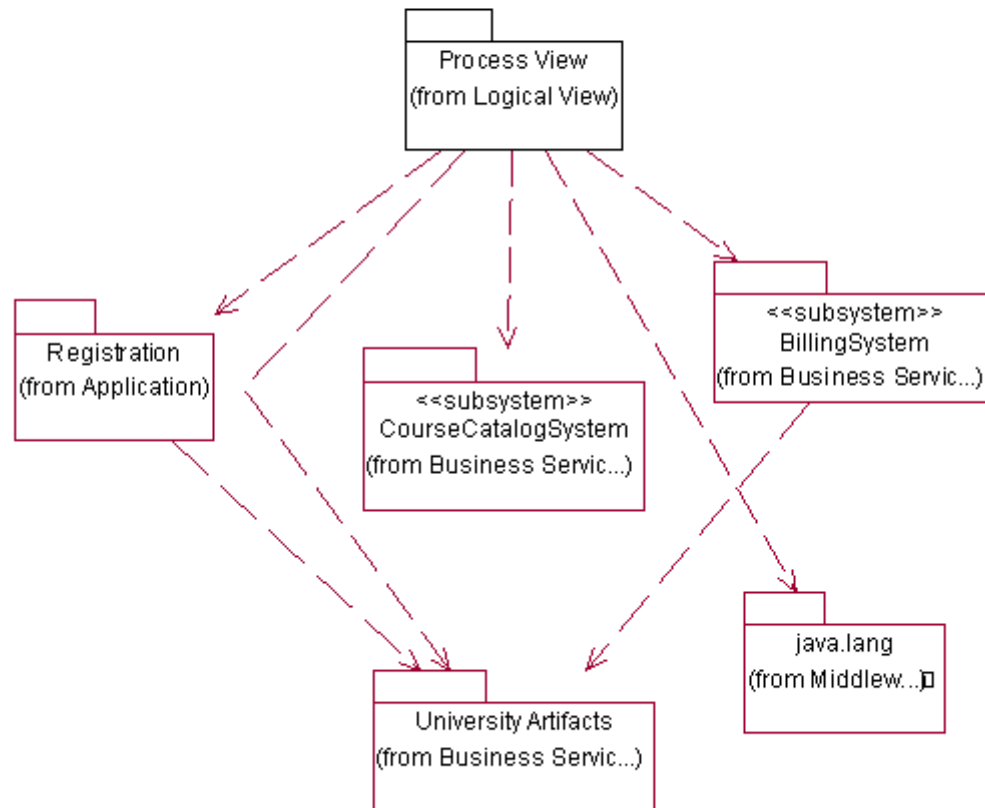 Process View
(from Logical View)
<<subsystem>>
BillingSystem
(from Business Servic...)
Registration
(from Application)
<<subsystem>>
CourseCatalogSystem
(from Business Servic...)
java.lang
(from Middlew...)
University Artifacts
(from Business Servic...)